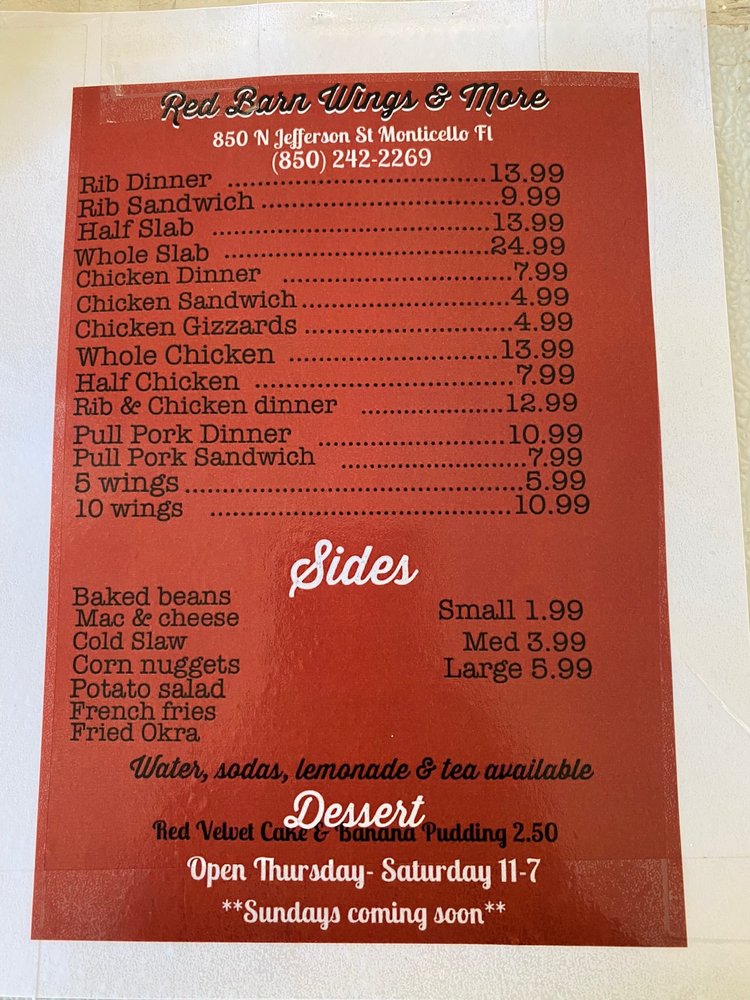 Red Barn Wings & More
850 N Jefferson St Monticello Fl
(850) 242-2269
Rib Dinner ........................................ 13.99
Rib Sandwich ..................................... 9.99
Half Slab ........................................... 13.99
Whole Slab ........................................ 24.99
Chicken Dinner .................................. 7.99
Chicken Sandwich ............................. 4.99
Chicken Gizzards .............................. 4.99
Whole Chicken .................................. 13.99
Half Chicken ...................................... 7.99
Rib & Chicken dinner ...................... 12.99
Pull Pork Dinner ............................... 10.99
Pull Pork Sandwich ........................... 7.99
5 wings ............................................... 5.99
10 wings ............................................. 10.99
Sides
Baked beans
Mac & cheese
Cold Slaw
Corn nuggets
Potato salad
French fries
Fried Okra
Small 1.99
Med 3.99
Large 5.99
Water, sodas, lemonade & tea available
Dessert
Red Velvet Cake & Banana Pudding 2.50
Open Thursday- Saturday 11-7
**Sundays coming soon**